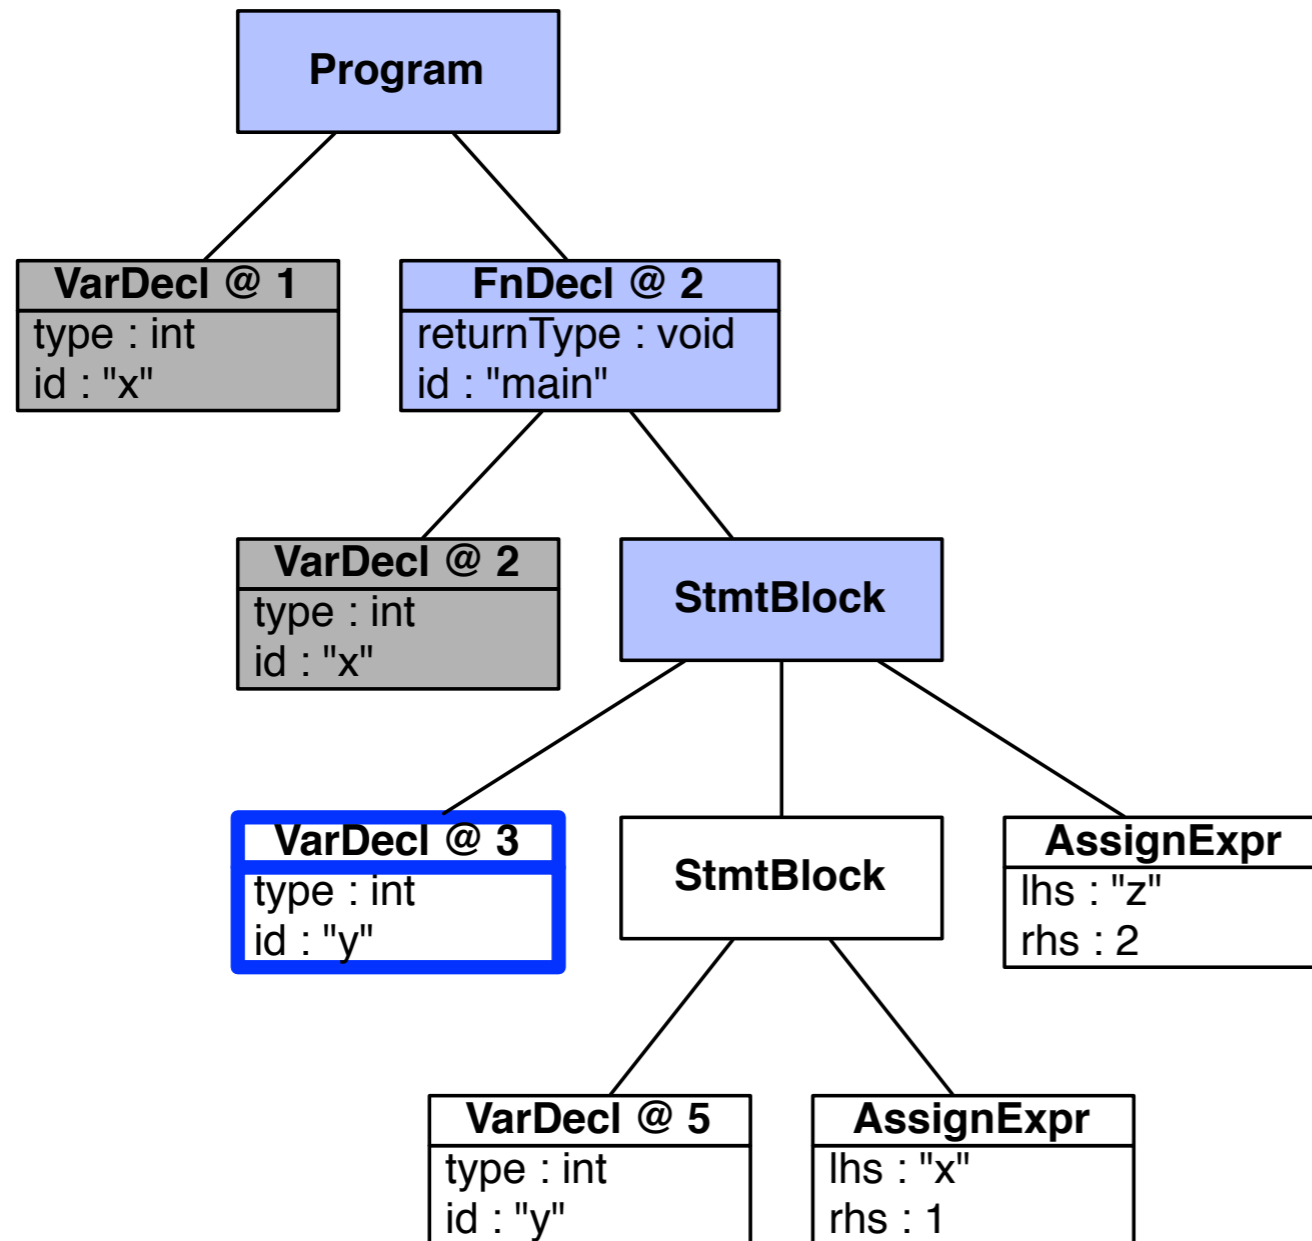 Program
VarDecl @ 1
type : int
id : "x"
FnDecl @ 2
returnType : void
id : "main"
VarDecl @ 2
type : int
id : "x"
StmtBlock
VarDecl @ 3
type : int
id : "y"
StmtBlock
AssignExpr
lhs : "z"
rhs : 2
VarDecl @ 5
type : int
id : "y"
AssignExpr
lhs : "x"
rhs : 1